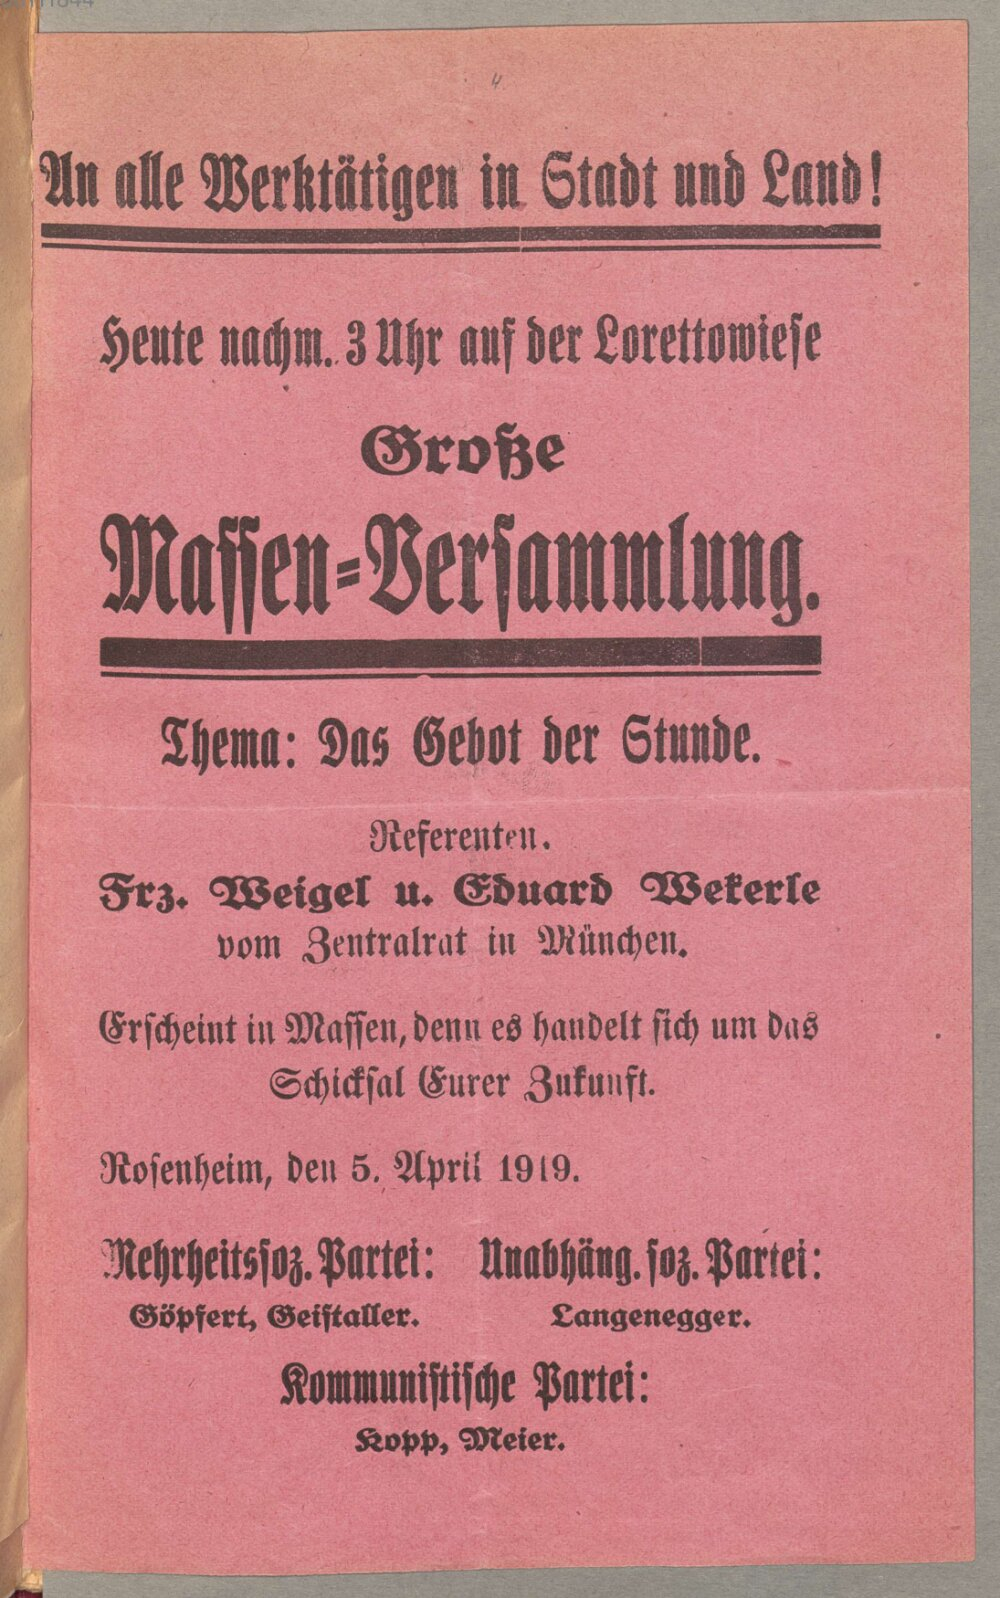 4
An alle Werktätigen in Stadt und Land!
Heute nachm. 3 Uhr auf der Lorettowiese
Große
Massen=Versammlung.
Thema: Das Gebot der Stunde.
Referenten.
Frz. Weigel u. Eduard Wekerle
vom Zentralrat in München.
Erscheint in Massen, denn es handelt sich um das
Schicksal Eurer Zukunft.
Rosenheim, den 5. April 1919.
Mehrheitssoz. Partei: Unabhäng. soz. Partei:
Göpfert, Geistaller. Langenegger.
Kommunistische Partei:
Kopp, Meier.